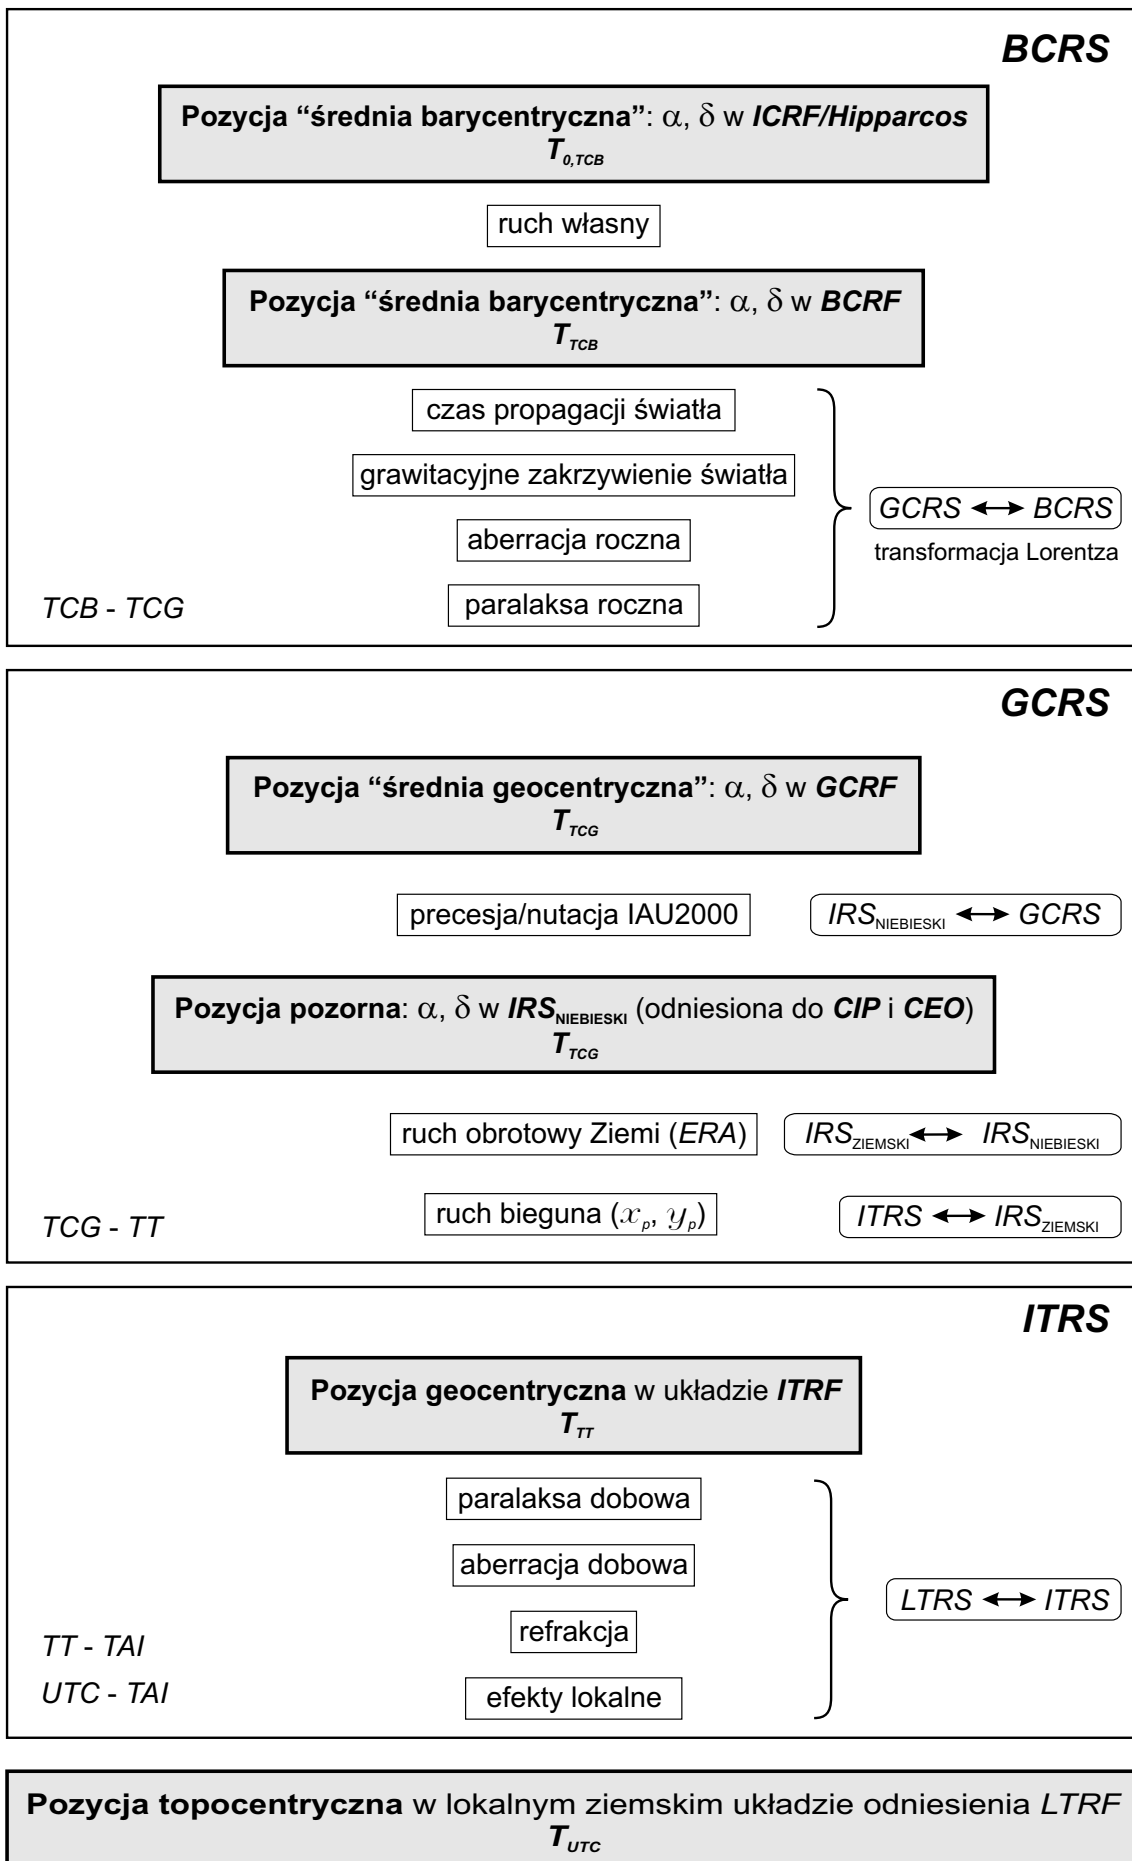 BCRS
Pozycja “średnia barycentryczna”: α, δ w ICRF/Hipparcos
T0,TCB
ruch własny
Pozycja “średnia barycentryczna”: α, δ w BCRF
TTCB
czas propagacji światła
grawitacyjne zakrzywienie światła
GCRS ↔ BCRS
aberracja roczna
transformacja Lorentza
TCB - TCG
paralaksa roczna
GCRS
Pozycja “średnia geocentryczna”: α, δ w GCRF
TTCG
precesja/nutacja IAU2000
IRSNIEBIESKI ↔ GCRS
Pozycja pozorna: α, δ w IRSNIEBIESKI (odniesiona do CIP i CEO)
TTCG
ruch obrotowy Ziemi (ERA)
IRSZIEMSKI ↔ IRSNIEBIESKI
TCG - TT
ruch bieguna (xp, yp)
ITRS ↔ IRSZIEMSKI
ITRS
Pozycja geocentryczna w układzie ITRF
TTT
paralaksa dobowa
aberracja dobowa
LTRS ↔ ITRS
refrakcja
TT - TAI
UTC - TAI
efekty lokalne
Pozycja topocentryczna w lokalnym ziemskim układzie odniesienia LTRF
TUTC